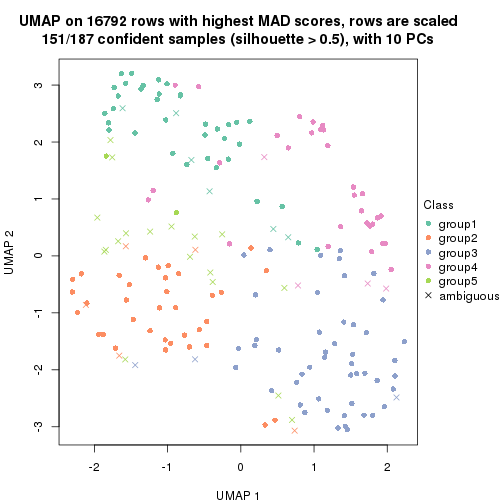 UMAP on 16792 rows with highest MAD scores, rows are scaled
151/187 confident samples (silhouette > 0.5), with 10 PCs
3
2
1
0
-1
-2
-3
UMAP 2
-2
-1
0
1
2
UMAP 1
Class
group1
group2
group3
group4
group5
ambiguous